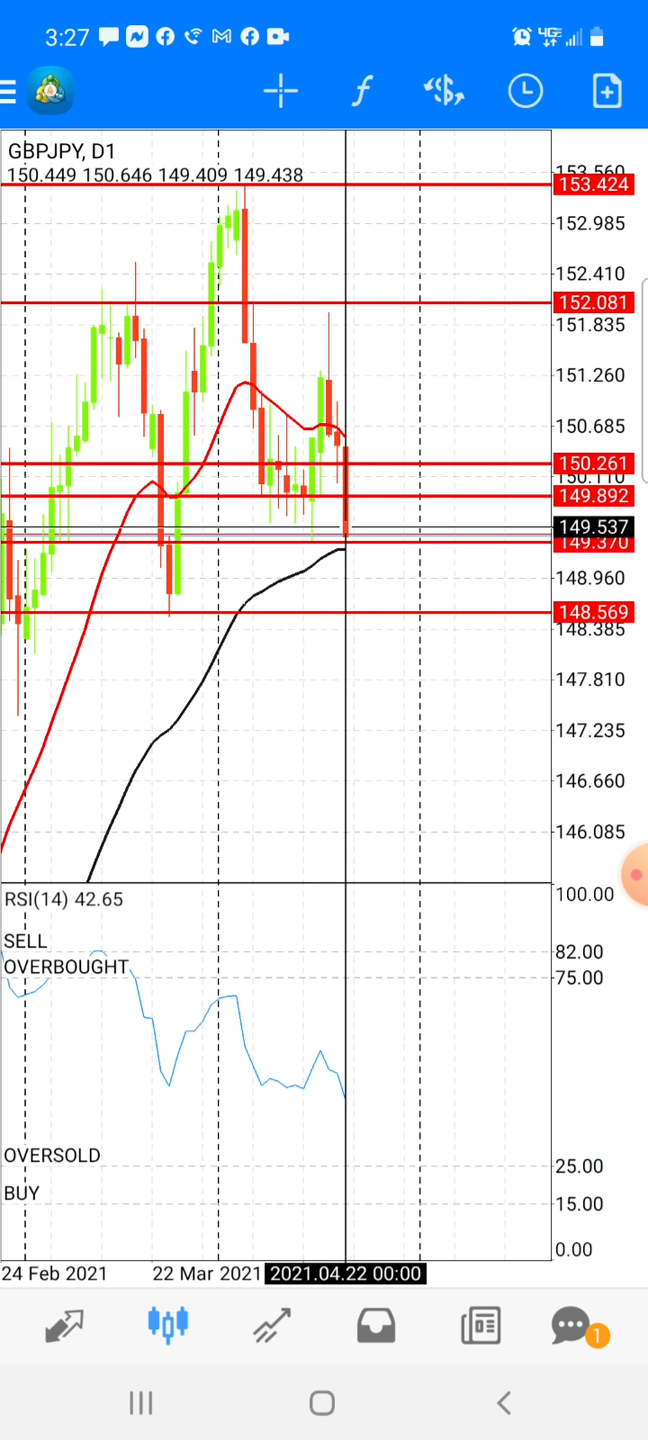 3:27
4GE
f
$
GBPJPY, D1
150.449 150.646 149.409 149.438
153.560
153.424
152.985
152.410
152.081
151.835
151.260
150.685
150.261
150.110
149.892
149.537
149.370
148.960
148.569
148.385
147.810
147.235
146.660
146.085
RSI(14) 42.65
100.00
SELL
82.00
OVERBOUGHT
75.00
OVERSOLD
25.00
BUY
15.00
0.00
24 Feb 2021 22 Mar 2021 2021.04.22 00:00
1